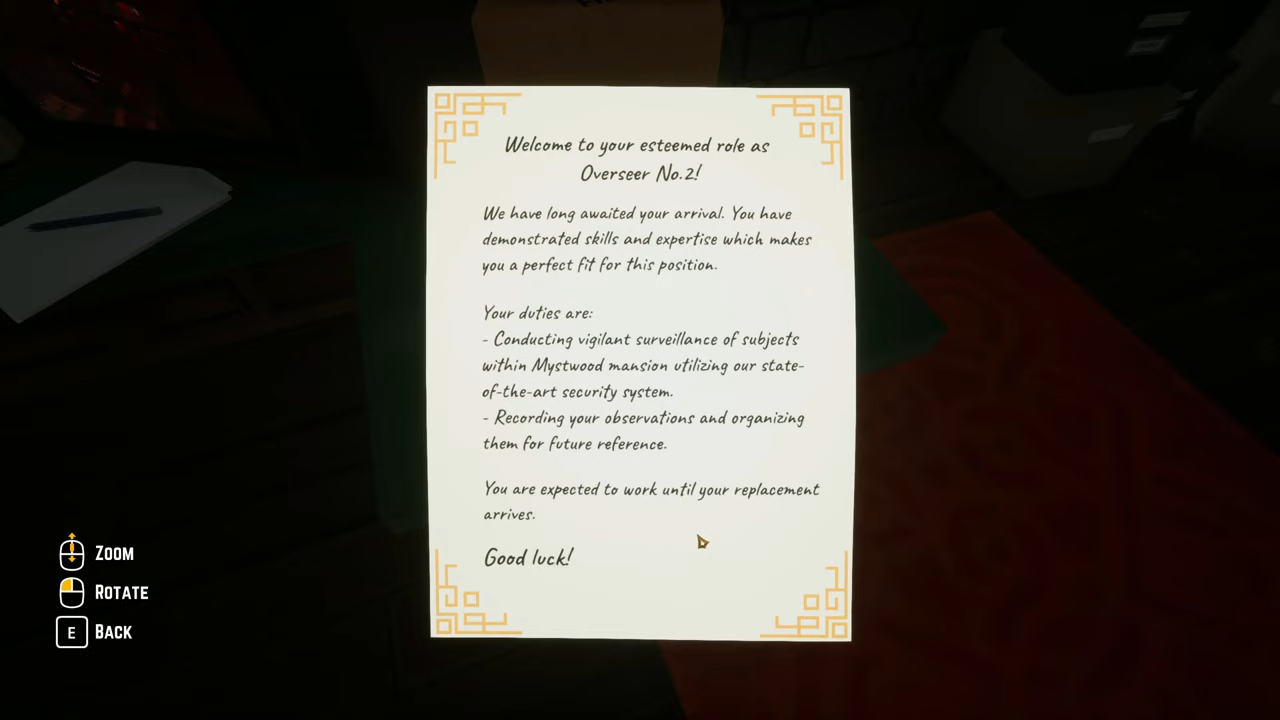 Welcome to your esteemed role as
Overseer No.2!
We have long awaited your arrival. You have
demonstrated skills and expertise which makes
you a perfect fit for this position.
Your duties are:
- Conducting vigilant surveillance of subjects
within Mystwood mansion utilizing our state-
of-the-art security system.
- Recording your observations and organizing
them for future reference.
You are expected to work until your replacement
arrives.
Good luck!
ZOOM
ROTATE
E BACK